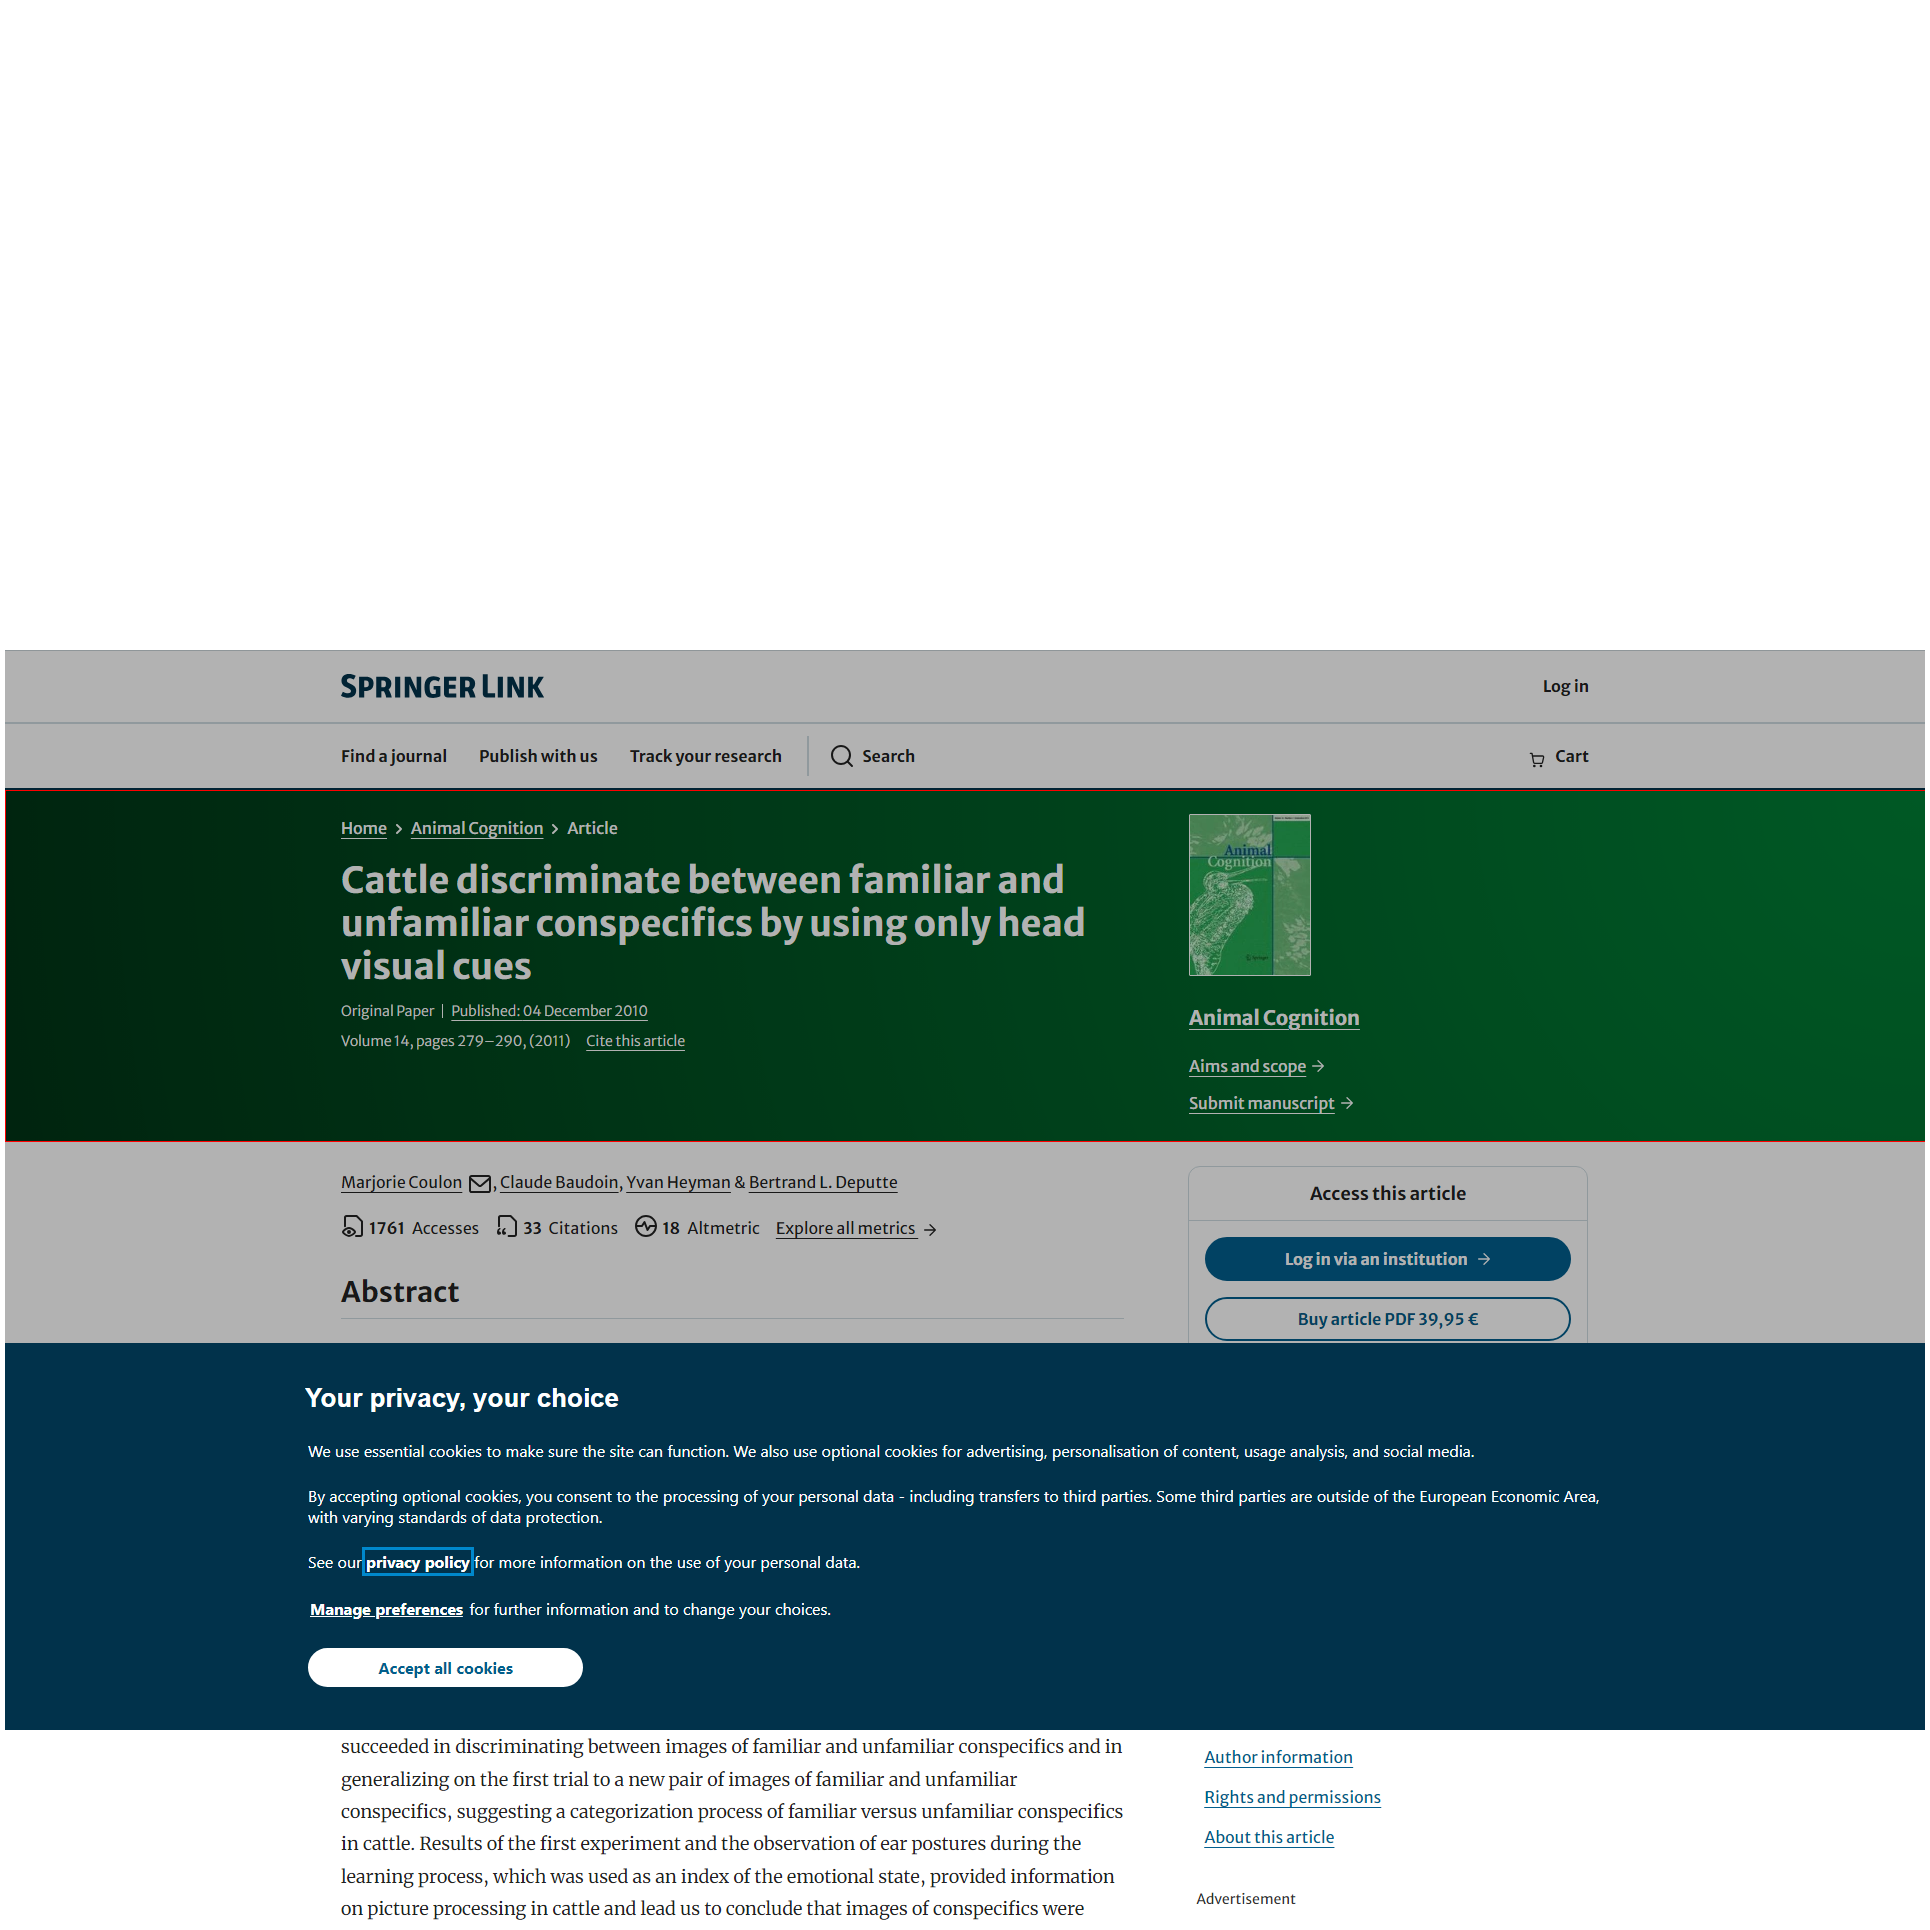 SPRINGER LINK
Log in
Find a journal
Publish with us
Track your research
Search
Cart
Home > Animal Cognition > Article
Cattle discriminate between familiar and
unfamiliar conspecifics by using only head
visual cues
Original Paper | Published: 04 December 2010
Volume 14, pages 279–290, (2011) Cite this article
Animal
Cognition
Animal Cognition
Aims and scope →
Submit manuscript →
Marjorie Coulon, Claude Baudoin, Yvan Heyman & Bertrand L. Deputte
1761 Accesses 33 Citations 18 Altmetric Explore all metrics →
Abstract
Access this article
Log in via an institution →
Buy article PDF 39,95 €
Your privacy, your choice
We use essential cookies to make sure the site can function. We also use optional cookies for advertising, personalisation of content, usage analysis, and social media.
By accepting optional cookies, you consent to the processing of your personal data - including transfers to third parties. Some third parties are outside of the European Economic Area,
with varying standards of data protection.
See our privacy policy for more information on the use of your personal data.
Manage preferences for further information and to change your choices.
Accept all cookies
succeeded in discriminating between images of familiar and unfamiliar conspecifics and in
generalizing on the first trial to a new pair of images of familiar and unfamiliar
conspecifics, suggesting a categorization process of familiar versus unfamiliar conspecifics
in cattle. Results of the first experiment and the observation of ear postures during the
learning process, which was used as an index of the emotional state, provided information
on picture processing in cattle and lead us to conclude that images of conspecifics were
Author information
Rights and permissions
About this article
Advertisement